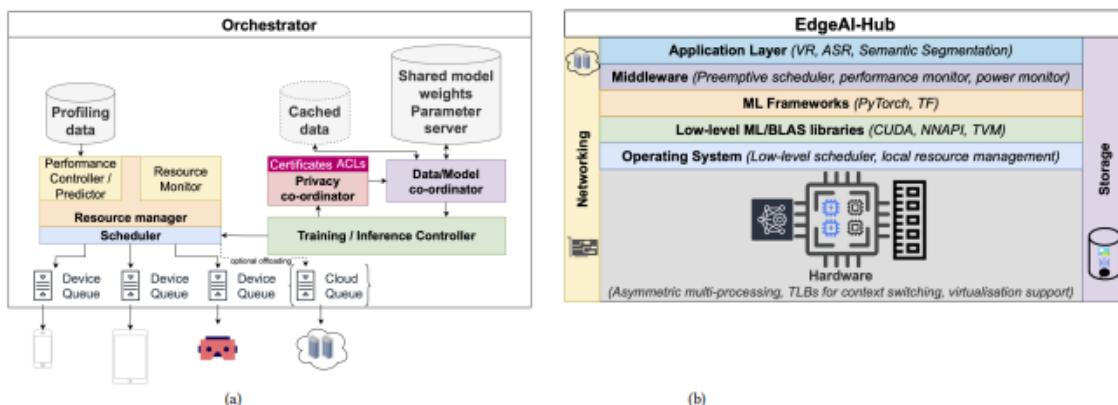 Orchestrator
Profiling
data
Cached
data
Shared model
weights
Parameter
server
Performance
Controller /
Predictor
Resource
Monitor
Certificates ACLs
Privacy
co-ordinator
Data/Model
co-ordinator
Resource manager
Scheduler
Training / Inference Controller
optional offloading
Device
Queue
Device
Queue
Device
Queue
Cloud
Queue
(a)
EdgeAI-Hub
Networking
Application Layer (VR, ASR, Semantic Segmentation)
Middleware (Preemptive scheduler, performance monitor, power monitor)
ML Frameworks (PyTorch, TF)
Low-level ML/BLAS libraries (CUDA, NNAPI, TVM)
Operating System (Low-level scheduler, local resource management)
Hardware
(Asymmetric multi-processing, TLBs for context switching, virtualisation support)
Storage
(b)